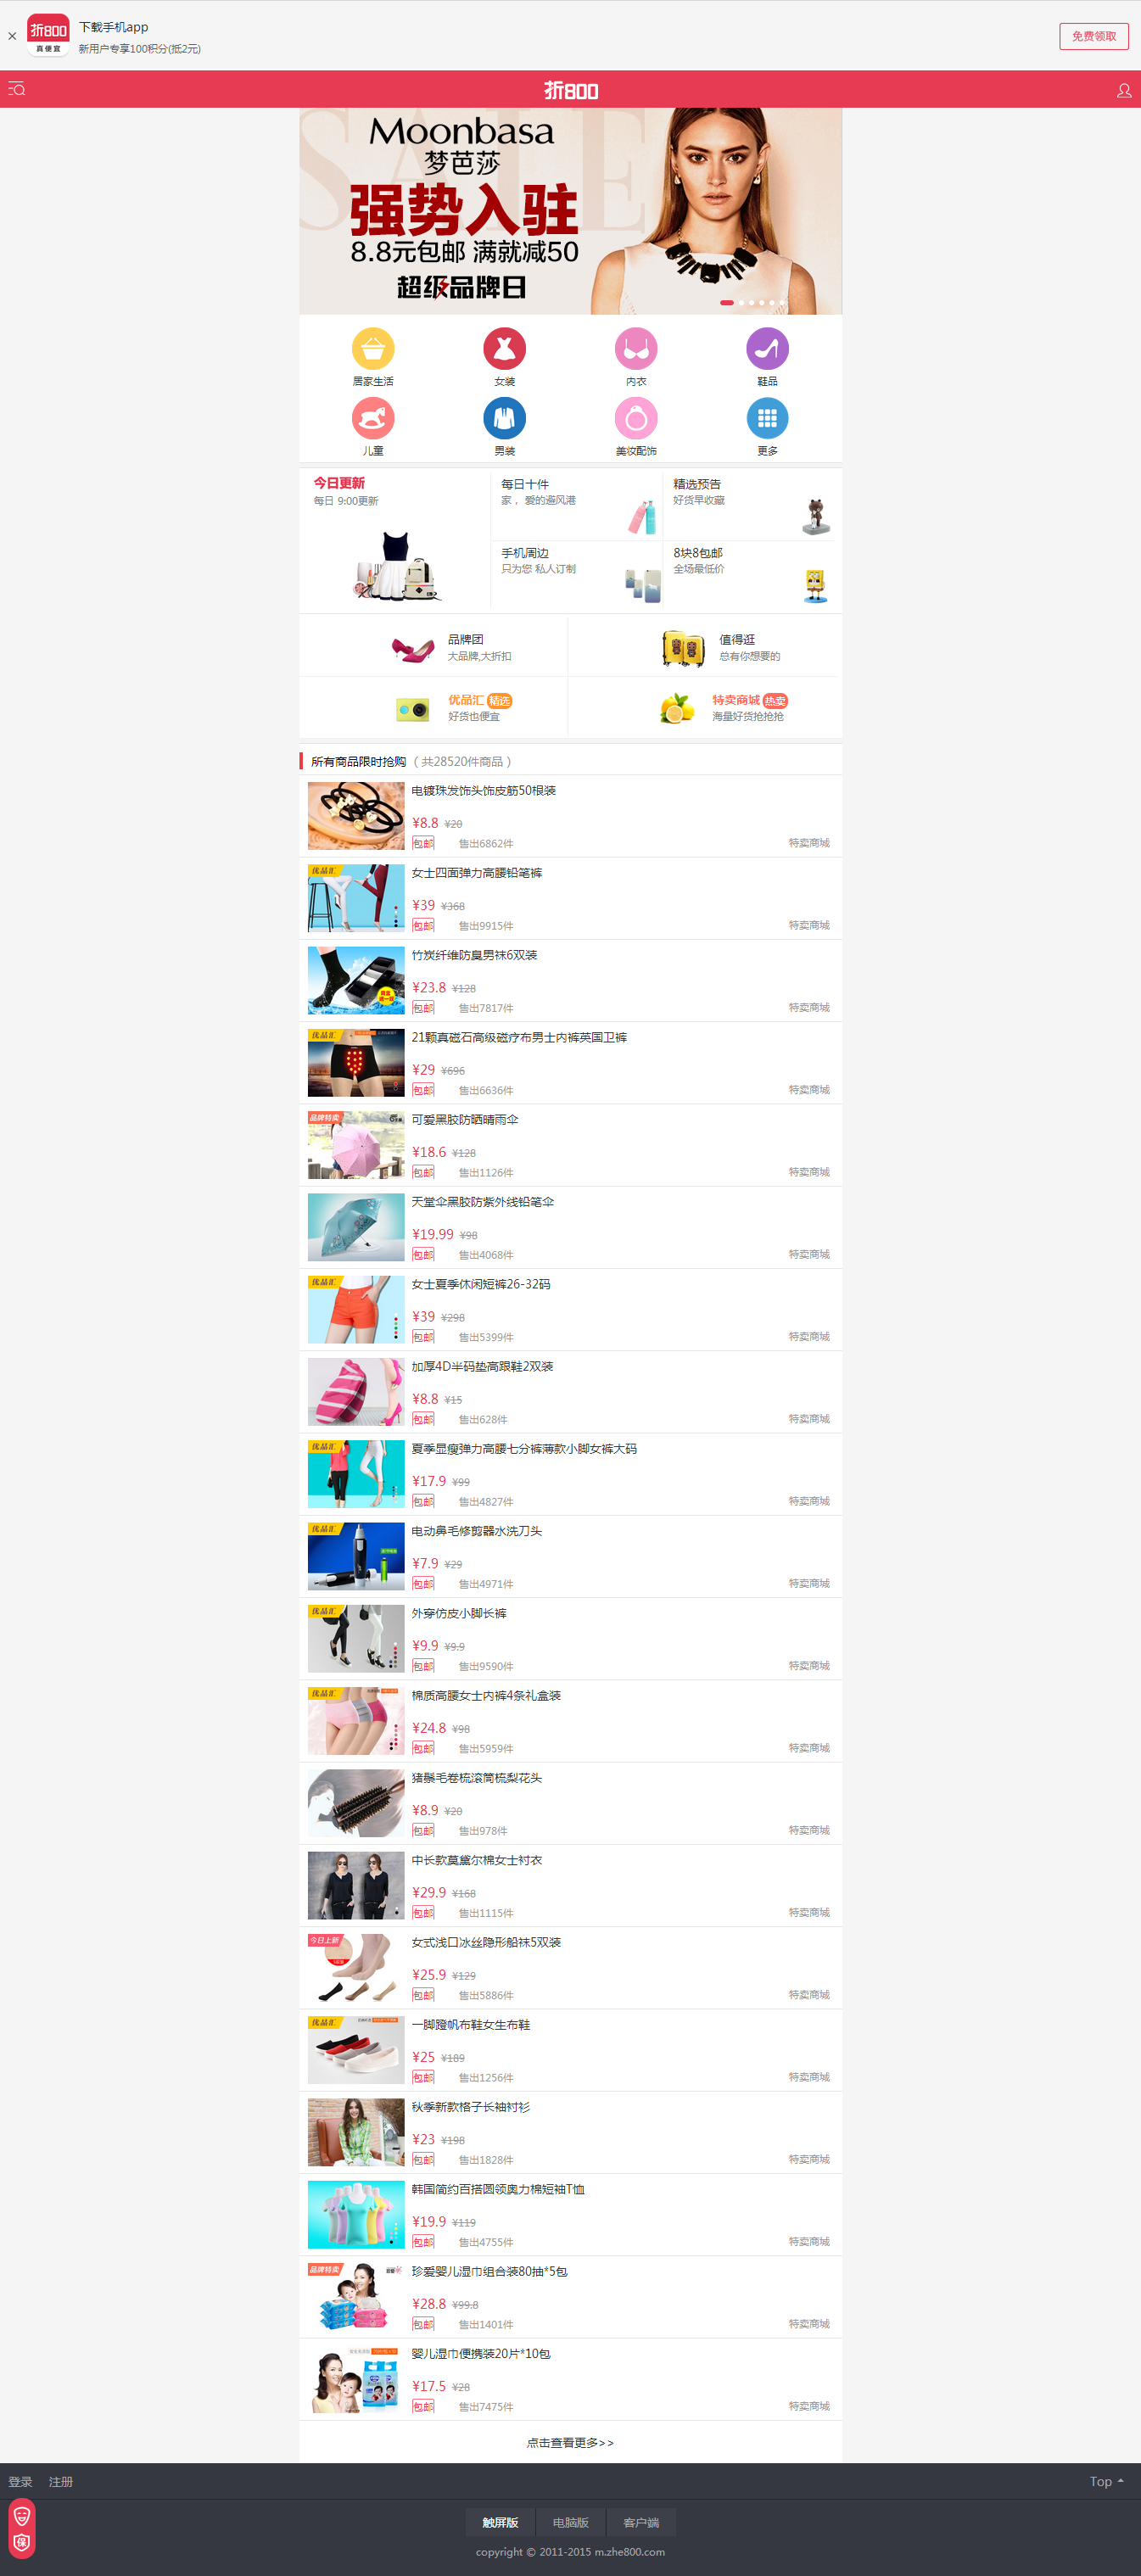 折800
真便宜
下载手机app
新用户专享100积分(抵2元)
免费领取
折800
SALE
Moonbasa
梦芭莎
强势入驻
8.8元包邮 满就减50
超级品牌日
居家生活
女装
内衣
鞋品
儿童
男装
美妆配饰
更多
今日更新
每日 9:00更新
每日十件
家，爱的避风港
精选预告
好货早收藏
手机周边
只为您 私人订制
8块8包邮
全场最低价
品牌团
大品牌,大折扣
值得逛
总有你想要的
优品汇 精选
好货也便宜
特卖商城 热卖
海量好货抢抢抢
所有商品限时抢购 （共28520件商品）
电镀珠发饰头饰皮筋50根装
¥8.8 ¥20
包邮 售出6862件 特卖商城
优品汇
女士四面弹力高腰铅笔裤
¥39 ¥368
包邮 售出9915件 特卖商城
竹炭纤维防臭男袜6双装
¥23.8 ¥128
包邮 售出7817件 特卖商城
优品汇
21颗真磁石高级磁疗布男士内裤英国卫裤
¥29 ¥696
包邮 售出6636件 特卖商城
品牌特卖
可爱黑胶防晒晴雨伞
¥18.6 ¥128
包邮 售出1126件 特卖商城
天堂伞黑胶防紫外线铅笔伞
¥19.99 ¥98
包邮 售出4068件 特卖商城
优品汇
女士夏季休闲短裤26-32码
¥39 ¥298
包邮 售出5399件 特卖商城
加厚4D半码垫高跟鞋2双装
¥8.8 ¥15
包邮 售出628件 特卖商城
优品汇
夏季显瘦弹力高腰七分裤薄款小脚女裤大码
¥17.9 ¥99
包邮 售出4827件 特卖商城
优品汇
电动鼻毛修剪器水洗刀头
¥7.9 ¥29
包邮 售出4971件 特卖商城
优品汇
外穿仿皮小脚长裤
¥9.9 ¥9.9
包邮 售出9590件 特卖商城
优品汇
棉质高腰女士内裤4条礼盒装
¥24.8 ¥98
包邮 售出5959件 特卖商城
猪鬃毛卷梳滚筒梳梨花头
¥8.9 ¥20
包邮 售出978件 特卖商城
中长款莫黛尔棉女士衬衣
¥29.9 ¥168
包邮 售出1115件 特卖商城
今日上新
女式浅口冰丝隐形船袜5双装
¥25.9 ¥129
包邮 售出5886件 特卖商城
优品汇
一脚蹬帆布鞋女生布鞋
¥25 ¥189
包邮 售出1256件 特卖商城
秋季新款格子长袖衬衫
¥23 ¥198
包邮 售出1828件 特卖商城
韩国简约百搭圆领奥力棉短袖T恤
¥19.9 ¥119
包邮 售出4755件 特卖商城
品牌特卖
珍爱婴儿湿巾组合装80抽*5包
¥28.8 ¥99.8
包邮 售出1401件 特卖商城
婴儿湿巾便携装20片*10包
¥17.5 ¥28
包邮 售出7475件 特卖商城
点击查看更多>>
登录 注册 Top
保
触屏版 电脑版 客户端
copyright © 2011-2015 m.zhe800.com